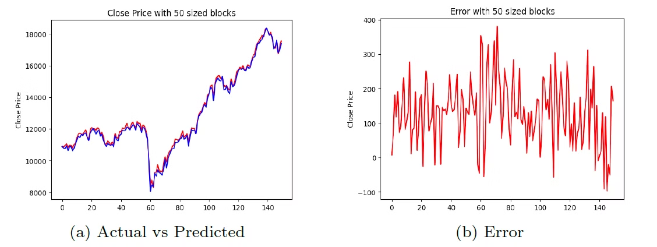 Close Price with 50 sized blocks
Close Price
18000
16000
14000
12000
10000
8000
0 20 40 60 80 100 120 140
(a) Actual vs Predicted
Error with 50 sized blocks
Close Price
400
300
200
100
0
−100
0 20 40 60 80 100 120 140
(b) Error